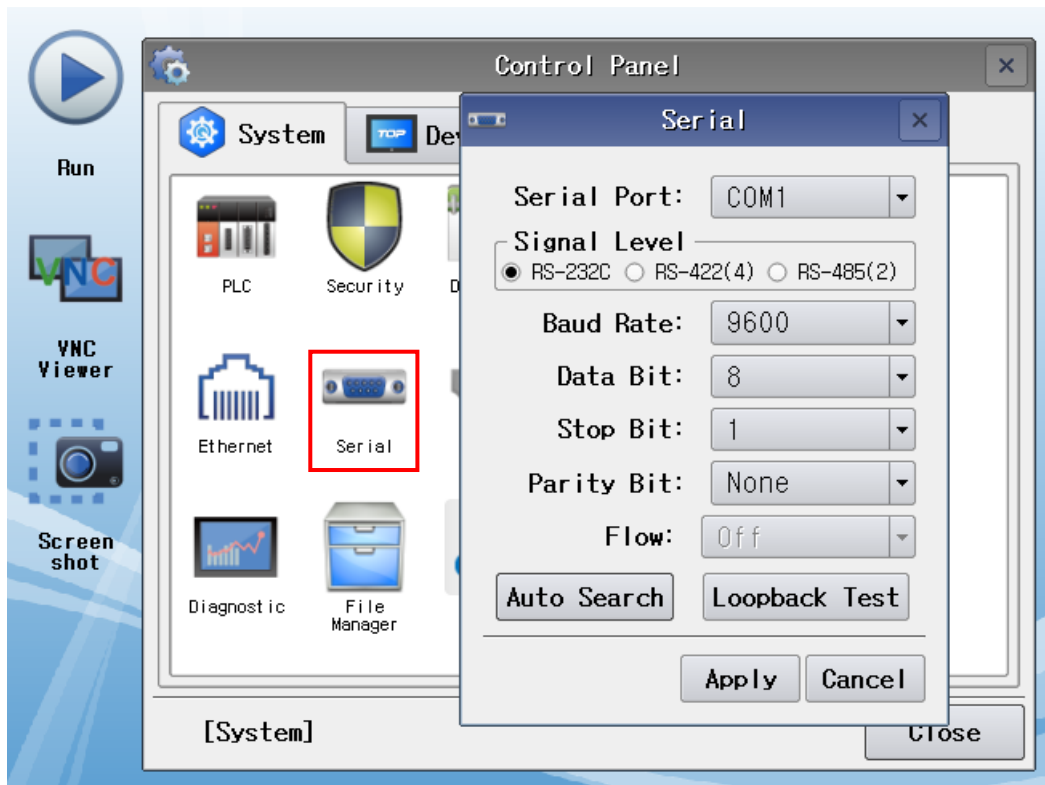 Control Panel
Run
VNC
VNC
Viewer
Screen
shot
System
TOP
PLC
Security
Ethernet
Serial
Diagnostic
File
Manager
[System]
Close
Serial
Serial Port: COM1
Signal Level
RS-232C RS-422(4) RS-485(2)
Baud Rate: 9600
Data Bit: 8
Stop Bit: 1
Parity Bit: None
Flow: Off
Auto Search Loopback Test
Apply Cancel